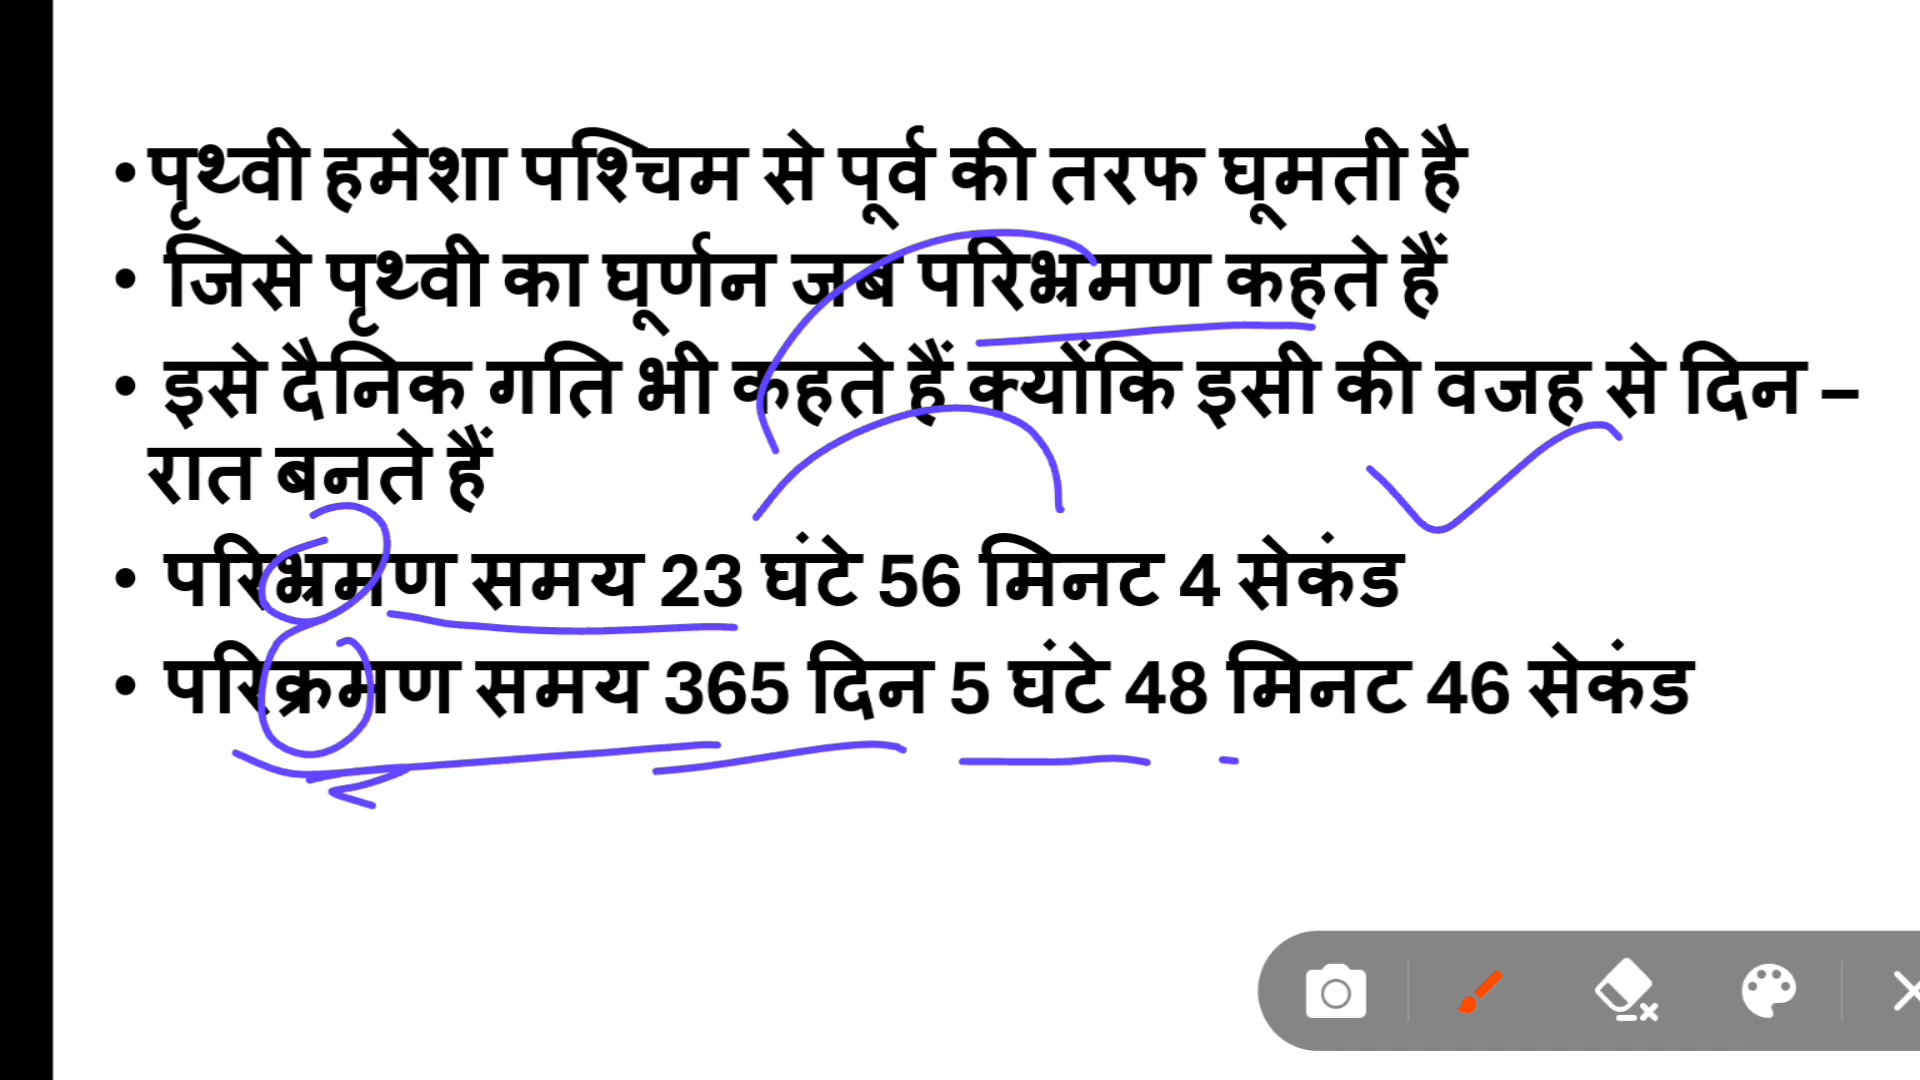 • पृथ्वी हमेशा पश्चिम से पूर्व की तरफ घूमती है
• जिसे पृथ्वी का घूर्णन जब परिभ्रमण कहते हैं
• इसे दैनिक गति भी कहते हैं क्योंकि इसी की वजह से दिन –
रात बनते हैं
• परिभ्रमण समय 23 घंटे 56 मिनट 4 सेकंड
• परिक्रमण समय 365 दिन 5 घंटे 48 मिनट 46 सेकंड